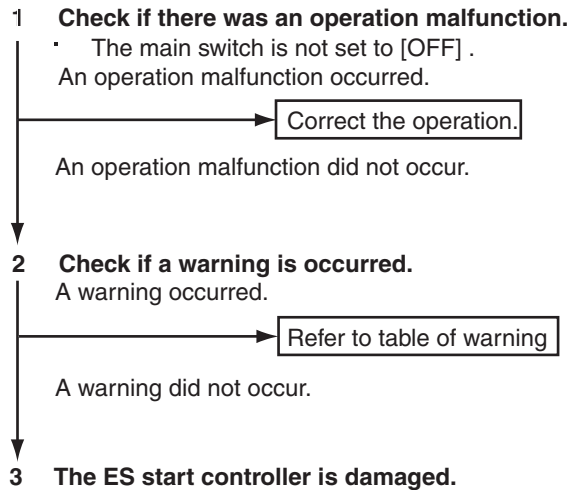 1 Check if there was an operation malfunction.
· The main switch is not set to [OFF] .
An operation malfunction occurred.
Correct the operation.
An operation malfunction did not occur.
2 Check if a warning is occurred.
A warning occurred.
Refer to table of warning
A warning did not occur.
3 The ES start controller is damaged.